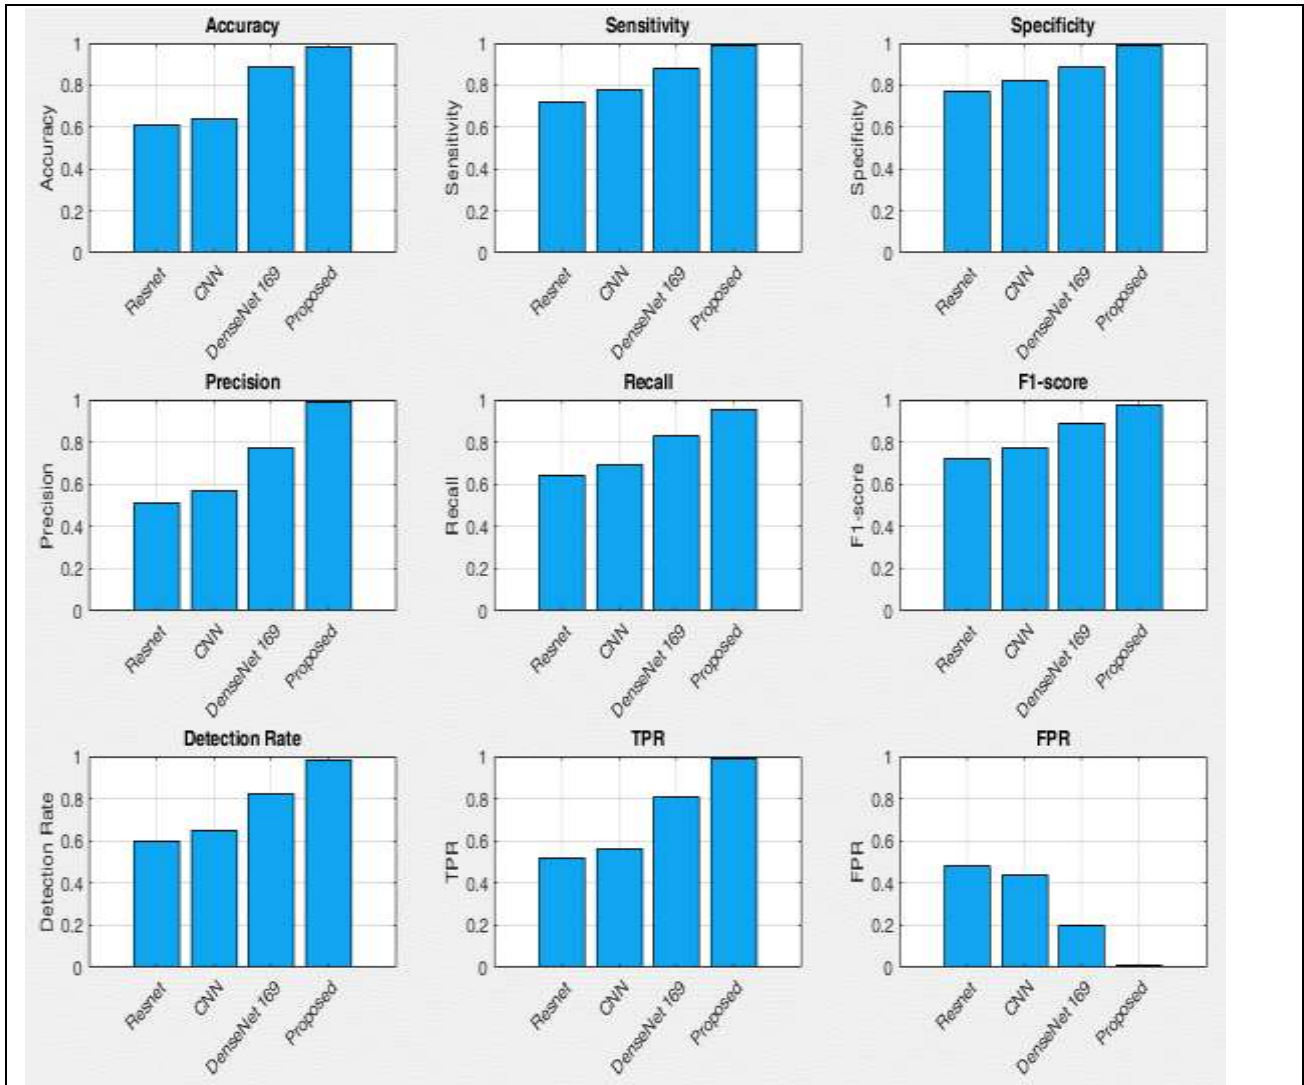 Accuracy
Sensitivity
Specificity
1
0.8
0.6
0.4
0.2
0
Accuracy
Resnet
CNN
DenseNet 169
Proposed
1
0.8
0.6
0.4
0.2
0
Sensitivity
Resnet
CNN
DenseNet 169
Proposed
1
0.8
0.6
0.4
0.2
0
Specificity
Resnet
CNN
DenseNet 169
Proposed
Precision
Recall
F1-score
1
0.8
0.6
0.4
0.2
0
Precision
Resnet
CNN
DenseNet 169
Proposed
1
0.8
0.6
0.4
0.2
0
Recall
Resnet
CNN
DenseNet 169
Proposed
1
0.8
0.6
0.4
0.2
0
F1-score
Resnet
CNN
DenseNet 169
Proposed
Detection Rate
TPR
FPR
1
0.8
0.6
0.4
0.2
0
Detection Rate
Resnet
CNN
DenseNet 169
Proposed
1
0.8
0.6
0.4
0.2
0
TPR
Resnet
CNN
DenseNet 169
Proposed
1
0.8
0.6
0.4
0.2
0
FPR
Resnet
CNN
DenseNet 169
Proposed